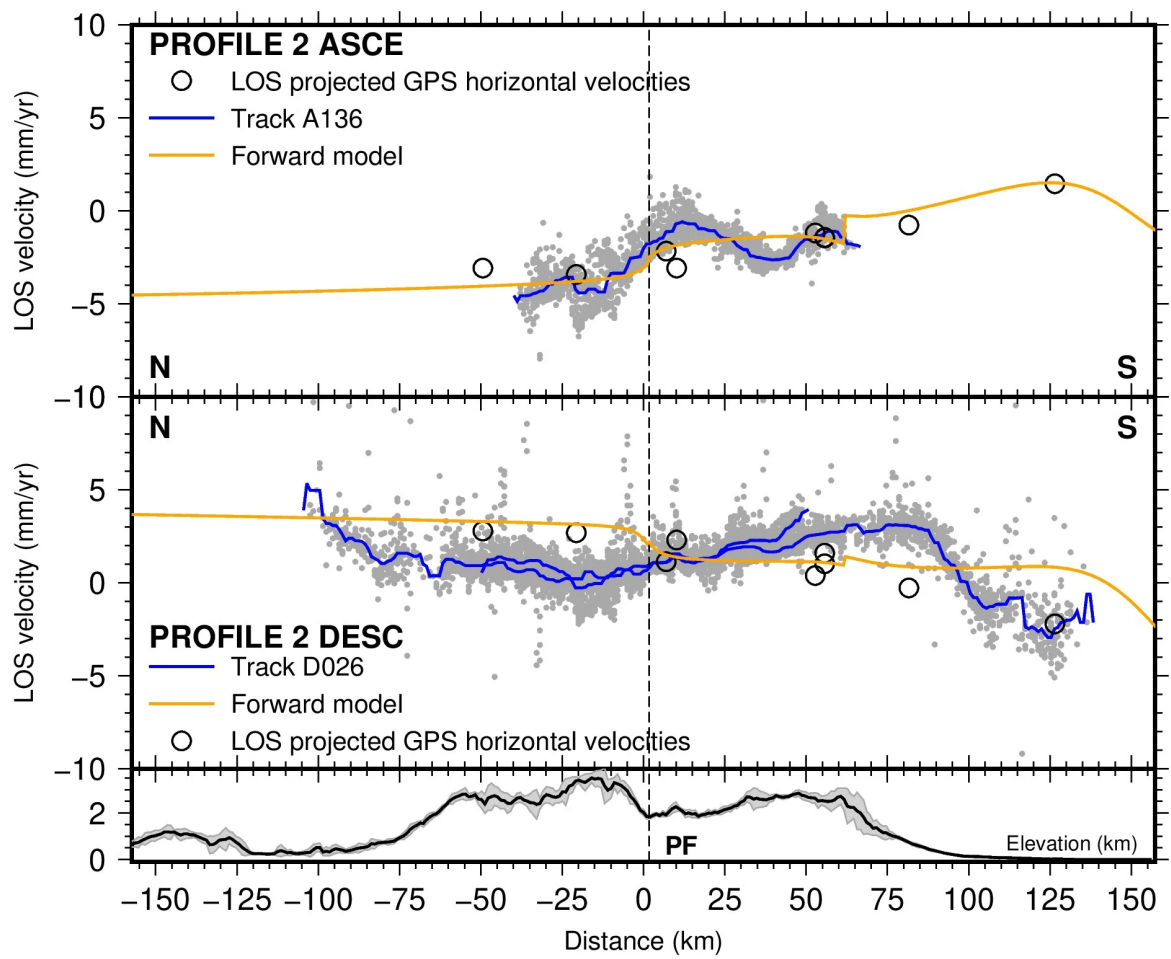 10
5
0
−5
−10
LOS velocity (mm/yr)
PROFILE 2 ASCE
LOS projected GPS horizontal velocities
Track A136
Forward model
N
S
5
0
−5
−10
LOS velocity (mm/yr)
N
S
PROFILE 2 DESC
Track D026
Forward model
LOS projected GPS horizontal velocities
2
0
PF
Elevation (km)
−150 −125 −100 −75 −50 −25 0 25 50 75 100 125 150
Distance (km)